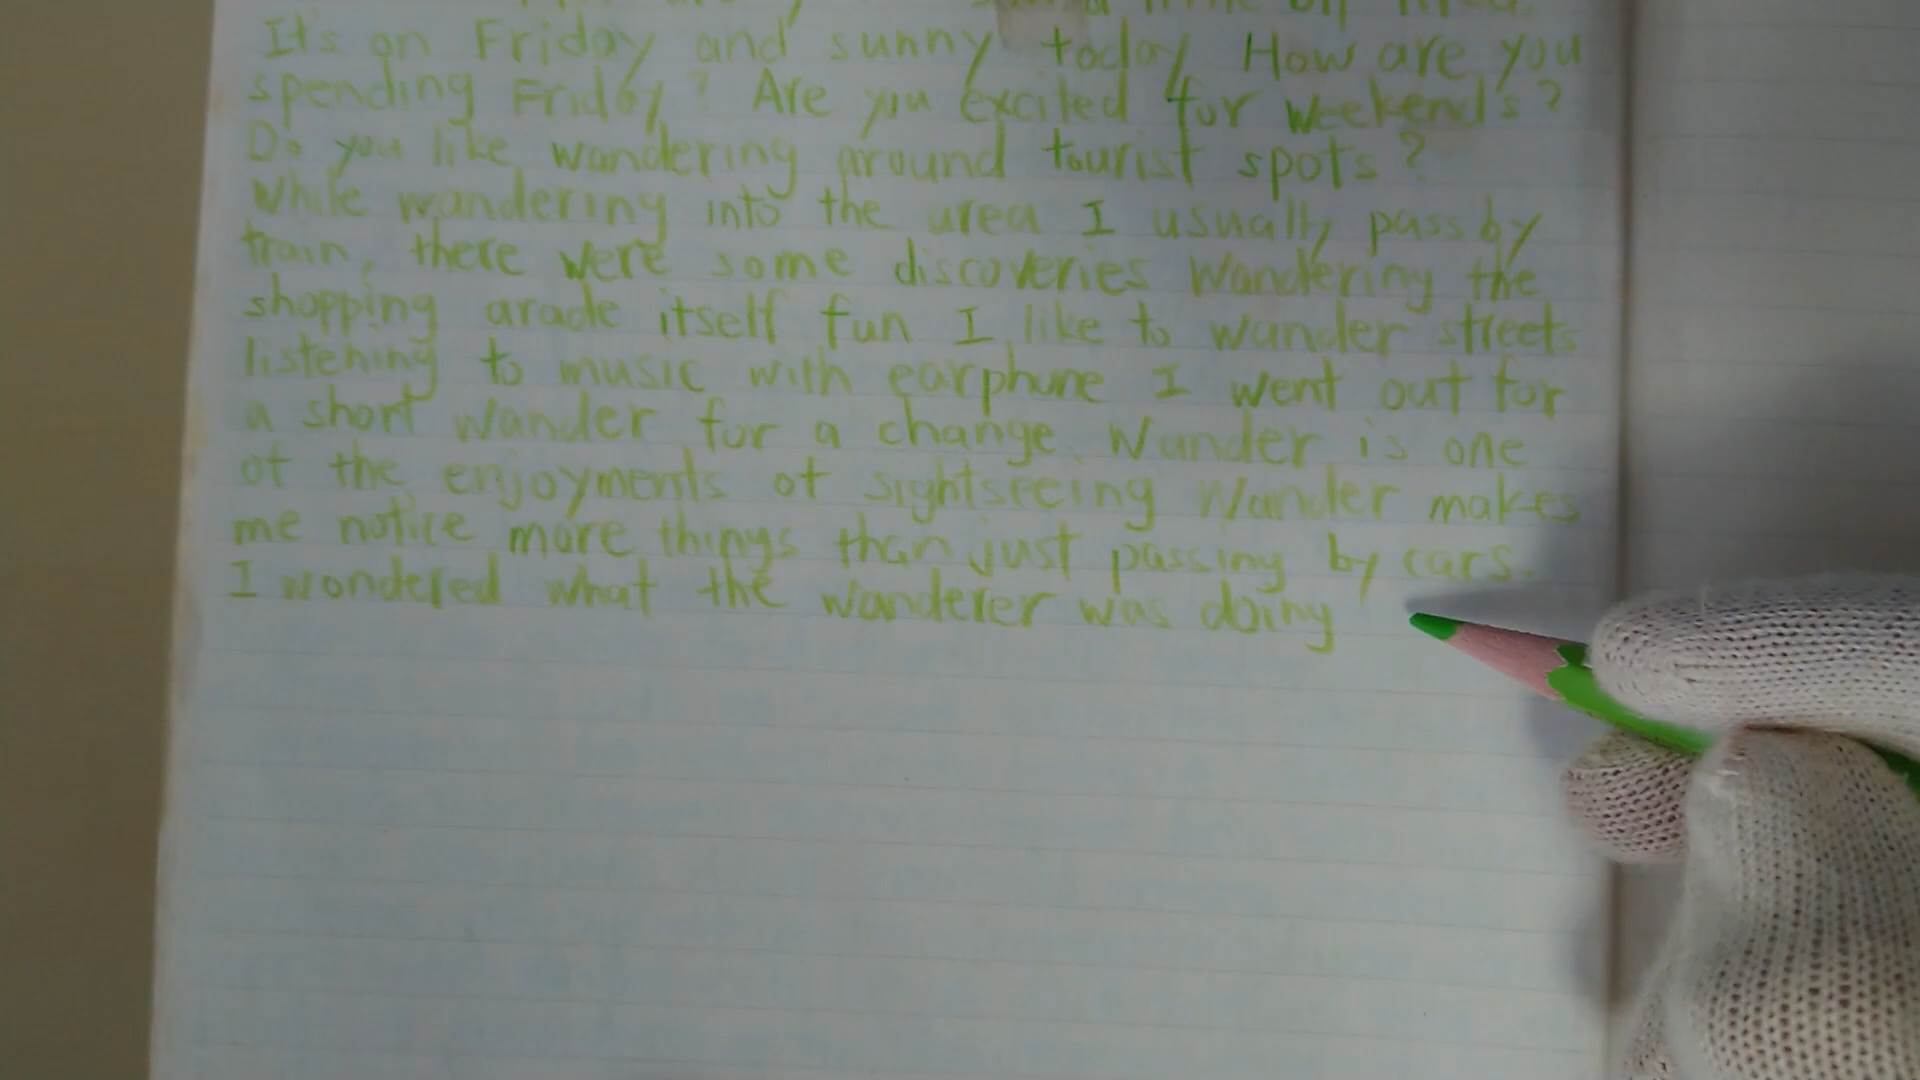 It's on Friday and sunny today. How are you
spending Friday? Are you excited for weekends?
Do you like wandering around tourist spots?
While wandering into the area I usually pass by
train, there were some discoveries Wandering the
shopping arade itself fun I like to wander streets
listening to music with earphone I went out for
a short wander for a change. Wander is one
of the enjoyments of sightseeing Wander makes
me notice more things than just passing by cars.
I wondered what the wanderer was doing